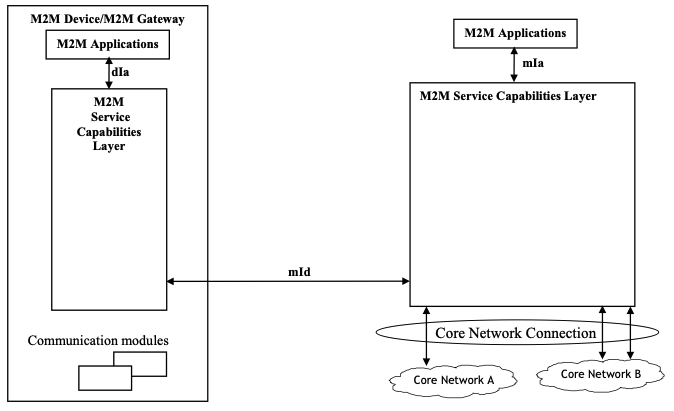 M2M Device/M2M Gateway
M2M Applications
dIa
M2M
Service
Capabilities
Layer
Communication modules
mId
M2M Applications
mIa
M2M Service Capabilities Layer
Core Network Connection
Core Network A
Core Network B